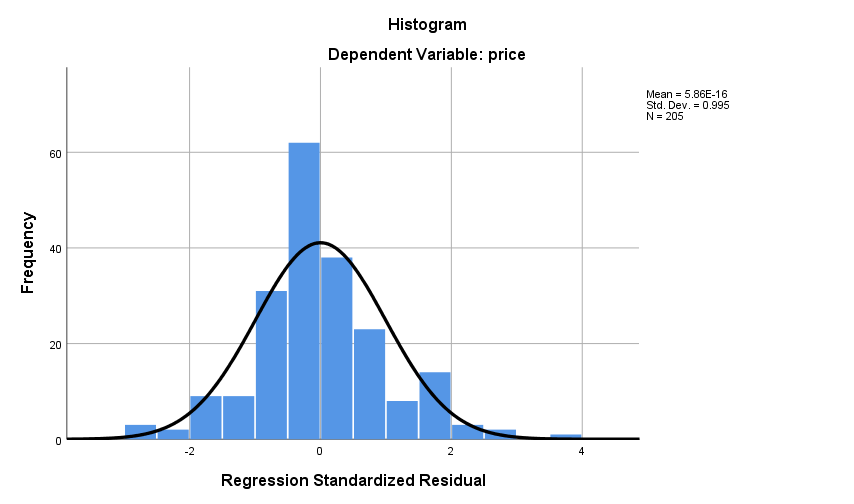 Histogram
Dependent Variable: price
Mean = 5.86E-16
Std. Dev. = 0.995
N = 205
Frequency
60
40
20
0
-2
0
2
4
Regression Standardized Residual